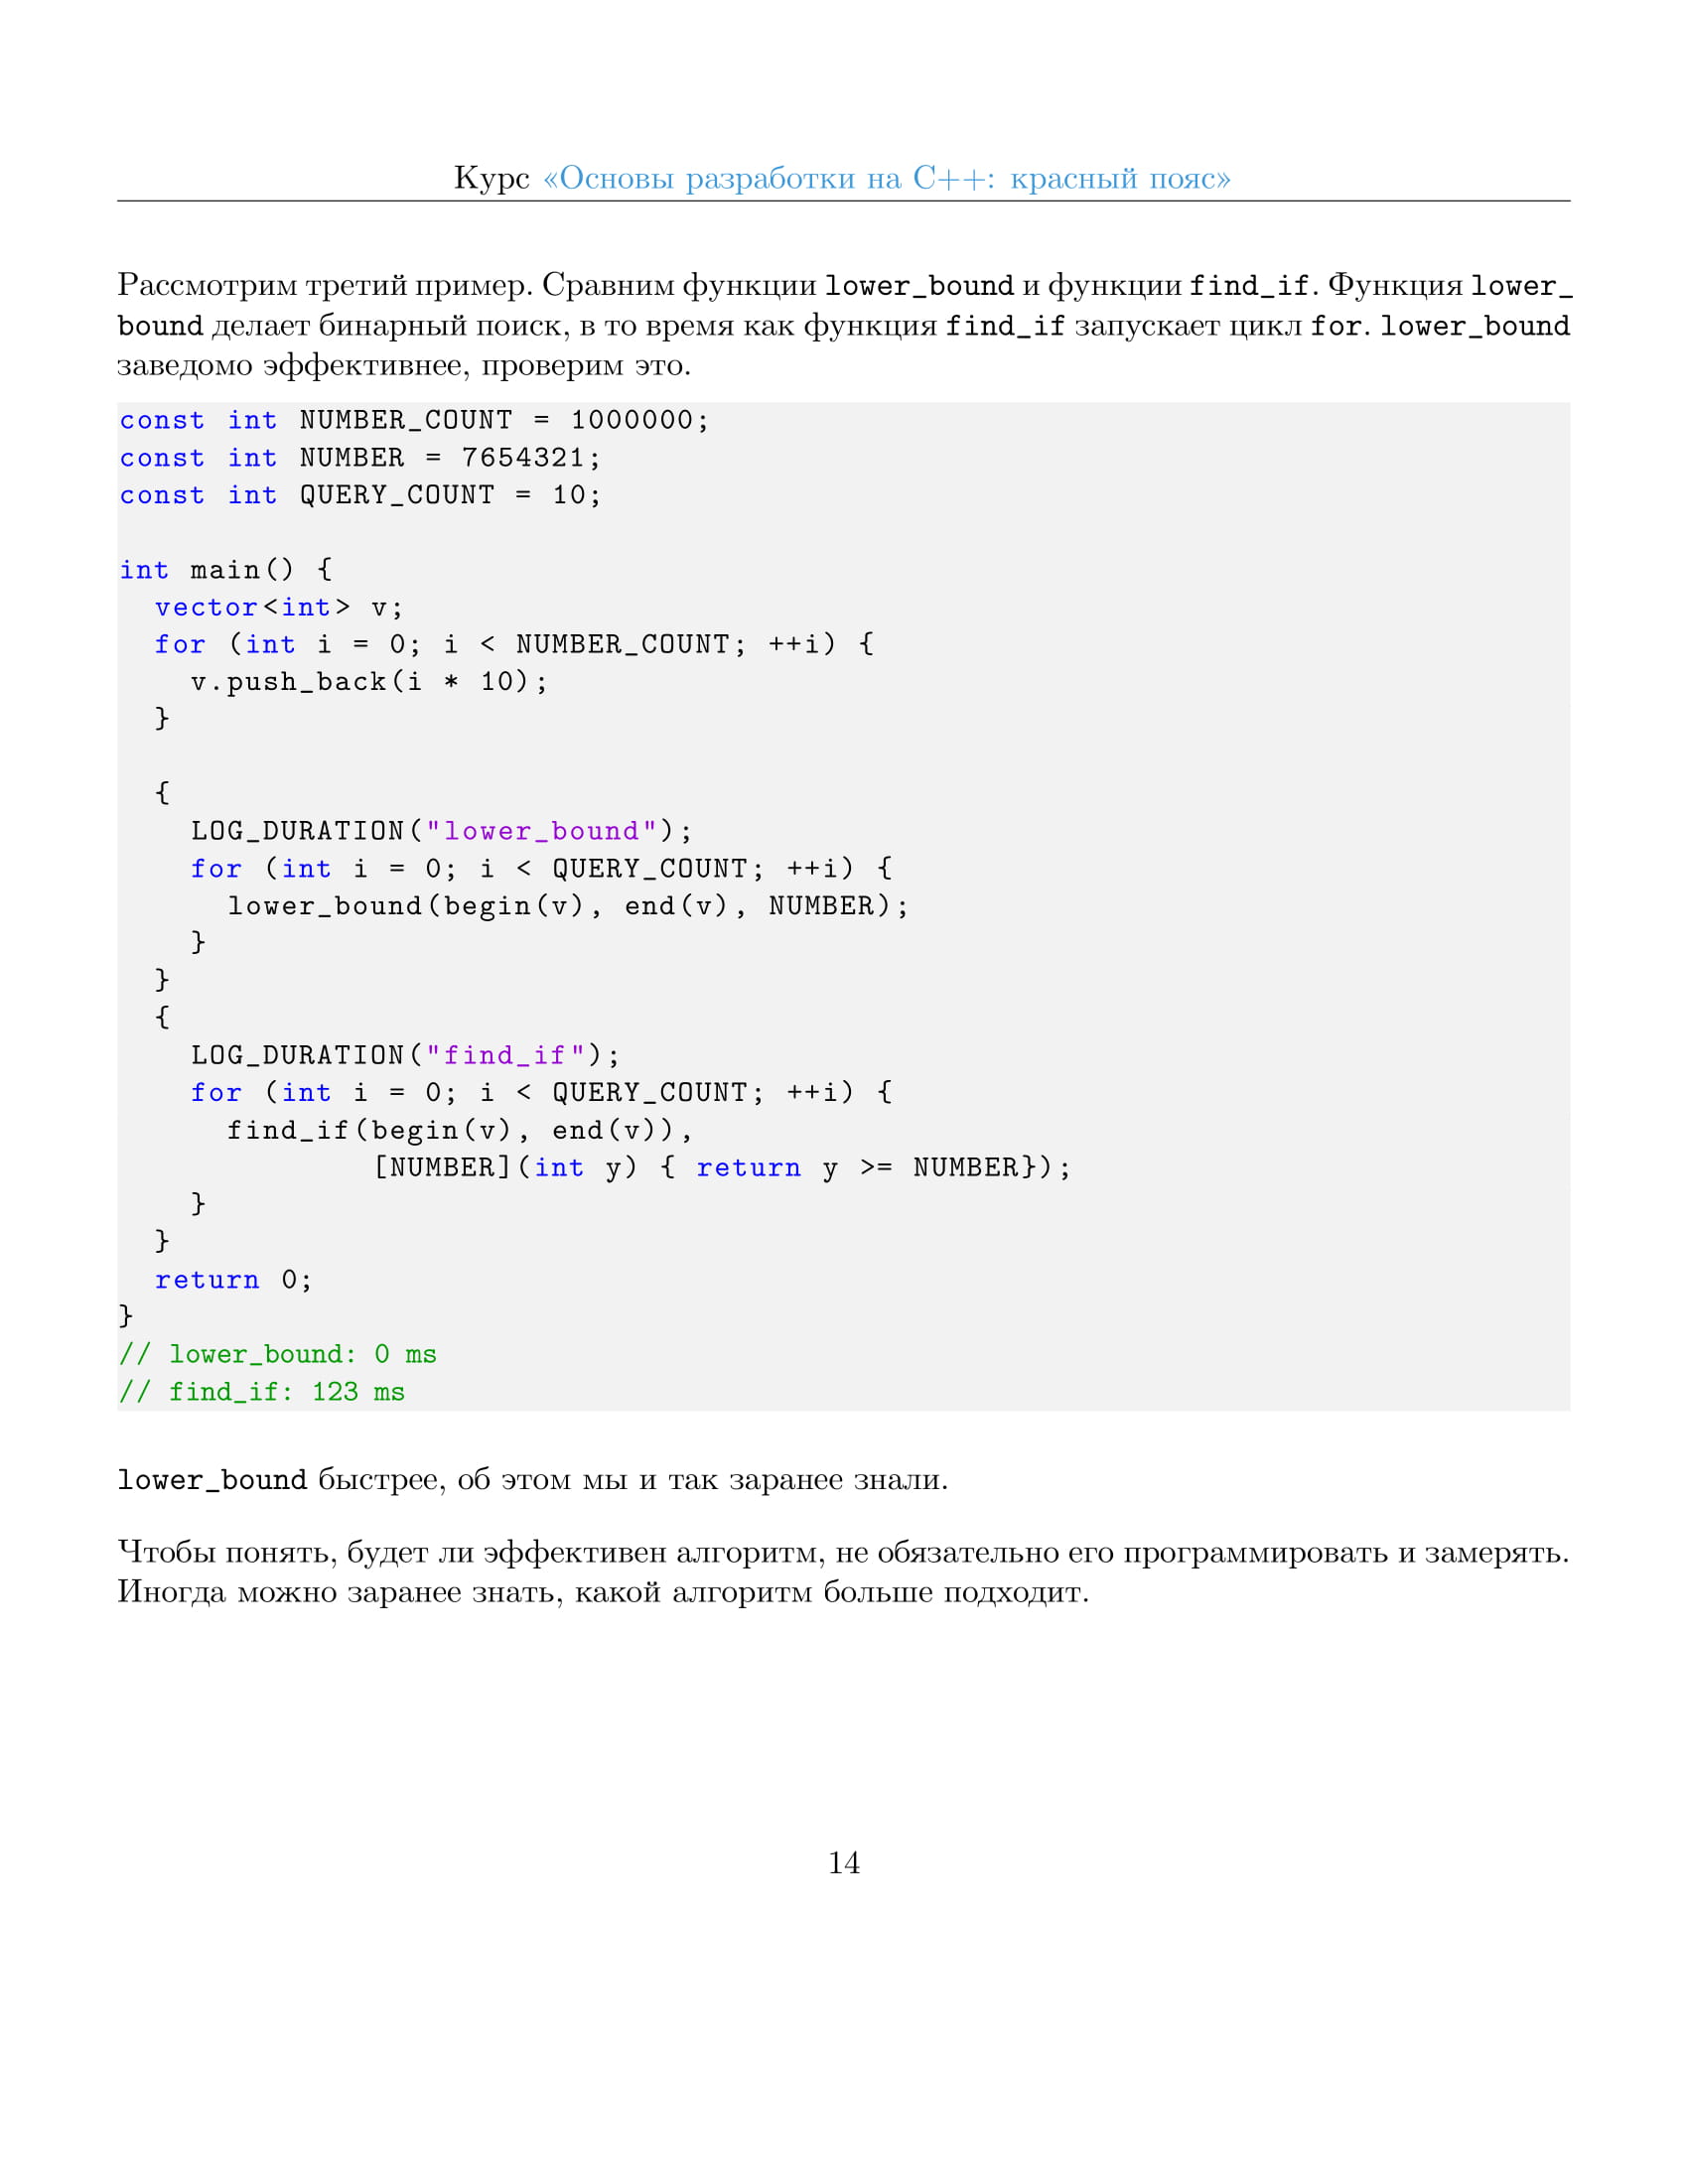 Курс «Основы разработки на C++: красный пояс»
Рассмотрим третий пример. Сравним функции lower_bound и функции find_if. Функция lower_
bound делает бинарный поиск, в то время как функция find_if запускает цикл for. lower_bound
заведомо эффективнее, проверим это.
const int NUMBER_COUNT = 1000000;
const int NUMBER = 7654321;
const int QUERY_COUNT = 10;
int main() {
  vector<int> v;
  for (int i = 0; i < NUMBER_COUNT; ++i) {
    v.push_back(i * 10);
  }
  {
    LOG_DURATION("lower_bound");
    for (int i = 0; i < QUERY_COUNT; ++i) {
      lower_bound(begin(v), end(v), NUMBER);
    }
  }
  {
    LOG_DURATION("find_if");
    for (int i = 0; i < QUERY_COUNT; ++i) {
      find_if(begin(v), end(v)),
              [NUMBER](int y) { return y >= NUMBER});
    }
  }
  return 0;
}
// lower_bound: 0 ms
// find_if: 123 ms
lower_bound быстрее, об этом мы и так заранее знали.
Чтобы понять, будет ли эффективен алгоритм, не обязательно его программировать и замерять.
Иногда можно заранее знать, какой алгоритм больше подходит.
14